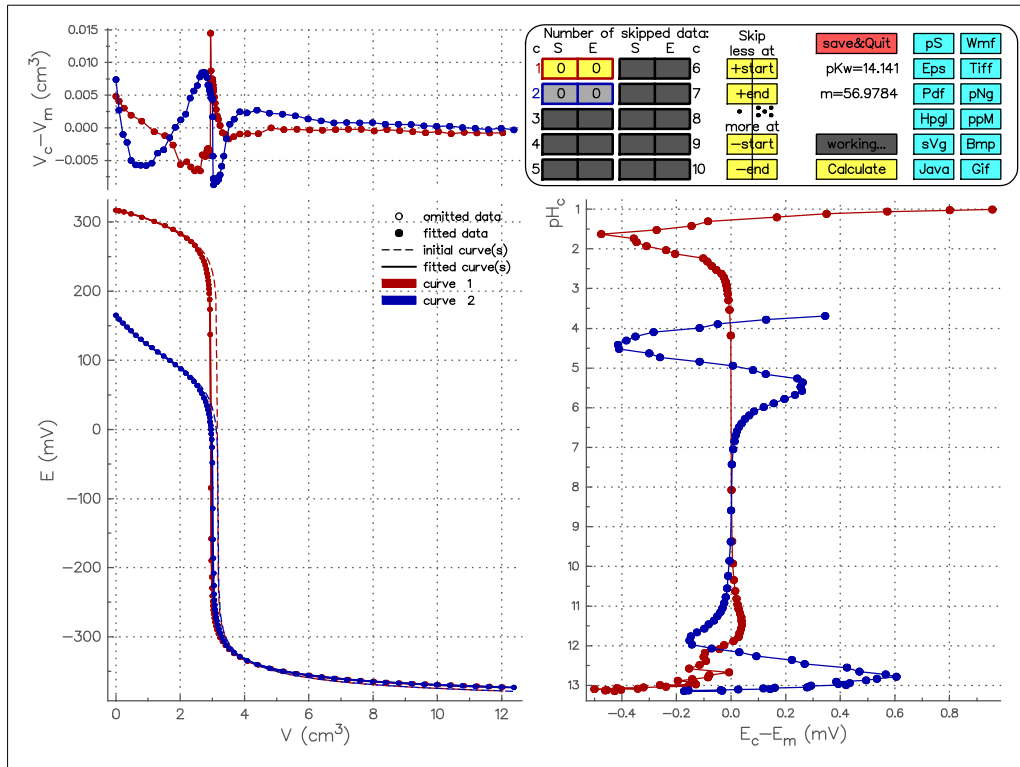 0.015
0.010
0.005
0.000
−0.005
Vc−Vm (cm3)
Number of skipped data:
c S E c
Skip
less at
1 0 0 6
2 0 0 7
3 8
4 9
5 10
+start
+end
more at
−start
−end
save&Quit
pKw=14.141
m=56.9784
working...
Calculate
pS Wmf
Eps Tiff
Pdf pNg
Hpgl ppM
sVg Bmp
Java Gif
300
200
100
0
−100
−200
−300
E (mV)
omitted data
fitted data
initial curve(s)
fitted curve(s)
curve 1
curve 2
0 2 4 6 8 10 12
V (cm3)
pHc
1
2
3
4
5
6
7
8
9
10
11
12
13
−0.4 −0.2 0.0 0.2 0.4 0.6 0.8
Ec−Em (mV)